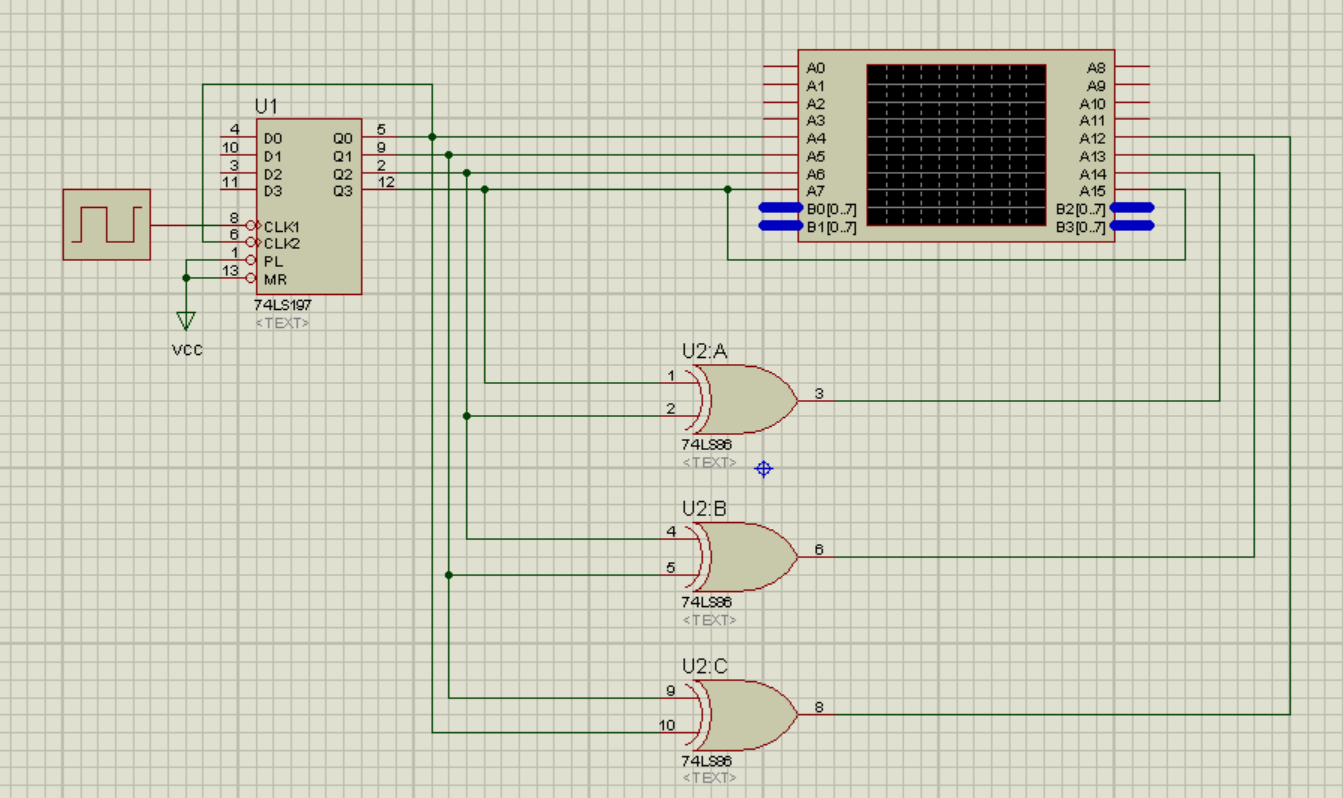 U1
4 D0 Q0 5
10 D1 Q1 9
3 D2 Q2 2
11 D3 Q3 12
8 CLK1
6 CLK2
1 PL
13 MR
74LS197
<TEXT>
VCC
A0 A8
A1 A9
A2 A10
A3 A11
A4 A12
A5 A13
A6 A14
A7 A15
B0[0..7] B2[0..7]
B1[0..7] B3[0..7]
U2:A
1
2
3
74LS86
<TEXT>
U2:B
4
5
6
74LS86
<TEXT>
U2:C
9
10
8
74LS86
<TEXT>